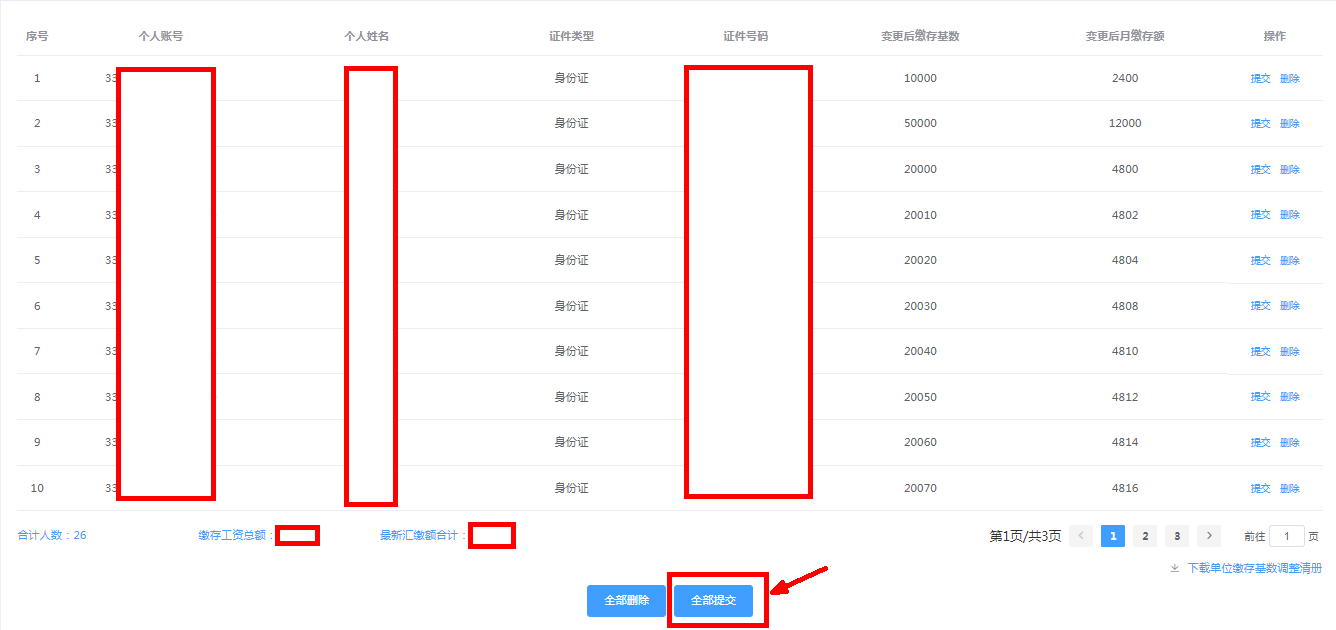 序号 个人账号 个人姓名 证件类型 证件号码 变更后缴存基数 变更后月缴存额 操作
1 33 身份证 10000 2400 提交 删除
2 33 身份证 50000 12000 提交 删除
3 33 身份证 20000 4800 提交 删除
4 33 身份证 20010 4802 提交 删除
5 33 身份证 20020 4804 提交 删除
6 33 身份证 20030 4808 提交 删除
7 33 身份证 20040 4810 提交 删除
8 33 身份证 20050 4812 提交 删除
9 33 身份证 20060 4814 提交 删除
10 33 身份证 20070 4816 提交 删除
合计人数：26 缴存工资总额： 最新汇缴额合计： 第1页/共3页 < 1 2 3 > 前往 1 页
下载单位缴存基数调整清册
全部删除 全部提交